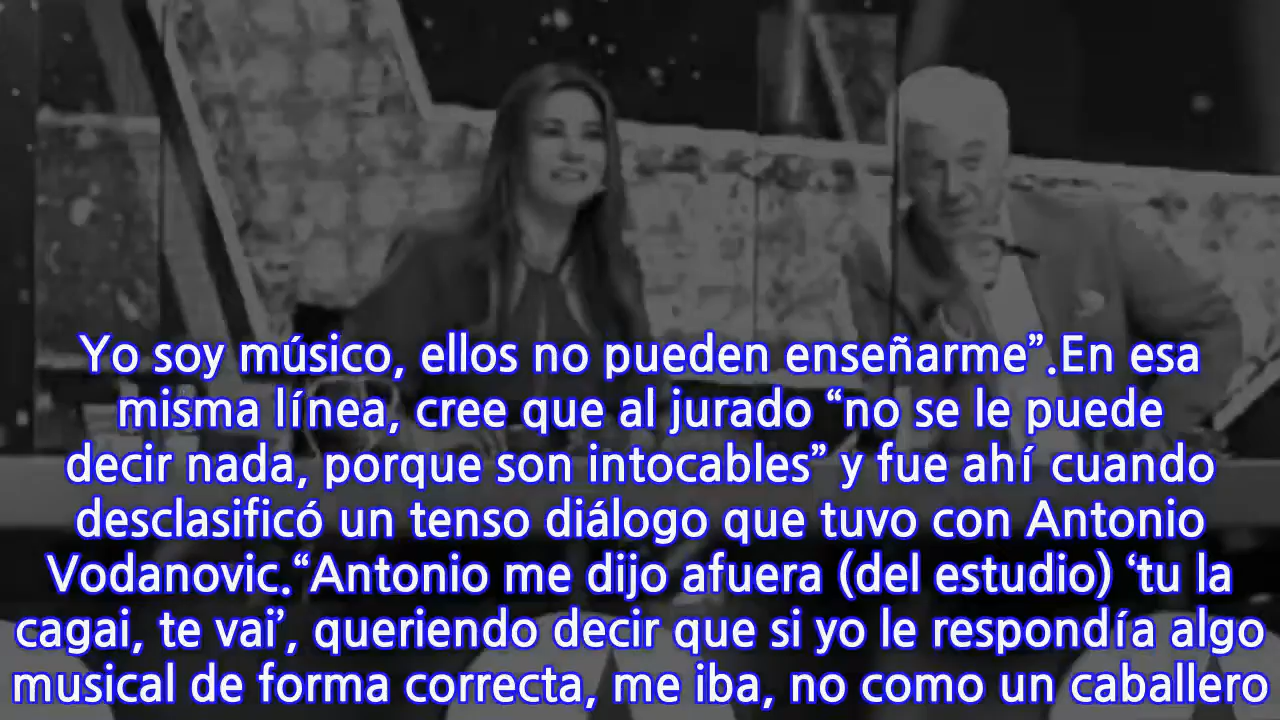 Yo soy músico, ellos no pueden enseñarme”.En esa
misma línea, cree que al jurado “no se le puede
decir nada, porque son intocables” y fue ahí cuando
desclasificó un tenso diálogo que tuvo con Antonio
Vodanovic.“Antonio me dijo afuera (del estudio) ‘tu la
cagai, te vai’, queriendo decir que si yo le respondía algo
musical de forma correcta, me iba, no como un caballero